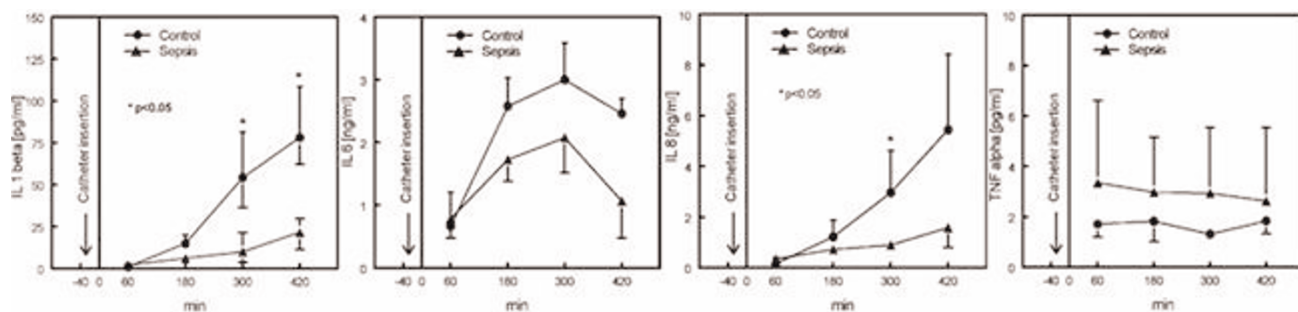 150
125
100
75
50
25
0
IL 1 beta [pg/ml]
Control
Sepsis
* p<0.05
*
*
Catheter insertion
-40 0 60 180 300 420
min
4
3
2
1
0
IL 6 [ng/ml]
Control
Sepsis
Catheter insertion
-40 0 60 180 300 420
min
10
8
6
4
2
0
IL 8 [ng/ml]
Control
Sepsis
* p<0.05
*
Catheter insertion
-40 0 60 180 300 420
min
10
8
6
4
2
0
TNF alpha [pg/ml]
Control
Sepsis
Catheter insertion
-40 0 60 180 300 420
min